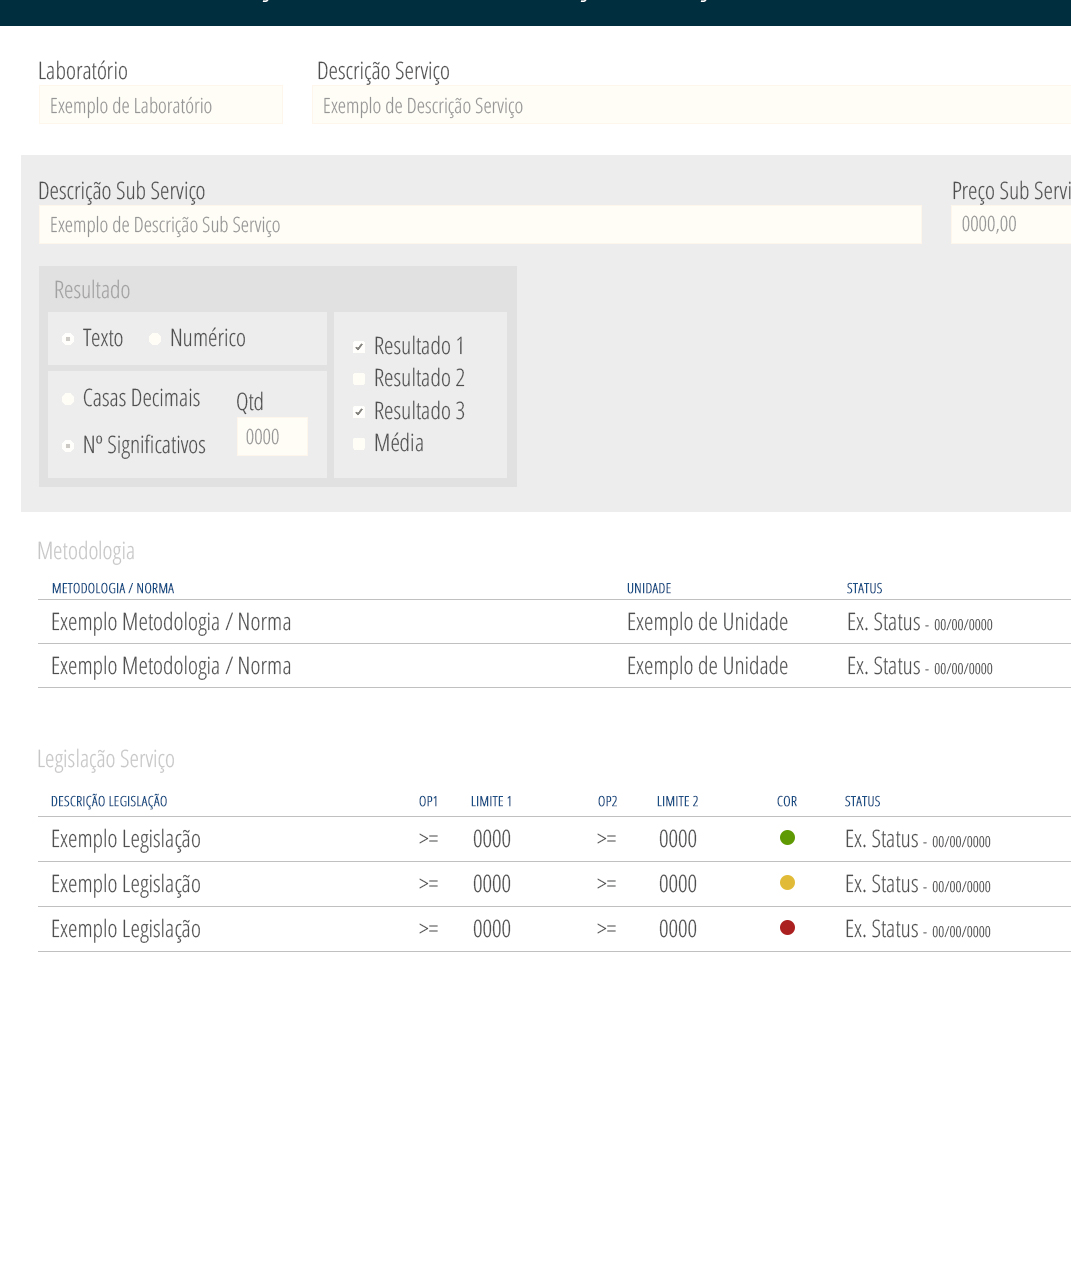 Laboratório Descrição Serviço
Exemplo de Laboratório Exemplo de Descrição Serviço
Descrição Sub Serviço Preço Sub Servi
Exemplo de Descrição Sub Serviço 0000,00
Resultado
Texto Numérico
Casas Decimais Qtd
Nº Significativos 0000
Resultado 1
Resultado 2
Resultado 3
Média
Metodologia
METODOLOGIA / NORMA UNIDADE STATUS
Exemplo Metodologia / Norma Exemplo de Unidade Ex. Status - 00/00/0000
Exemplo Metodologia / Norma Exemplo de Unidade Ex. Status - 00/00/0000
Legislação Serviço
DESCRIÇÃO LEGISLAÇÃO OP1 LIMITE 1 OP2 LIMITE 2 COR STATUS
Exemplo Legislação >= 0000 >= 0000 Ex. Status - 00/00/0000
Exemplo Legislação >= 0000 >= 0000 Ex. Status - 00/00/0000
Exemplo Legislação >= 0000 >= 0000 Ex. Status - 00/00/0000